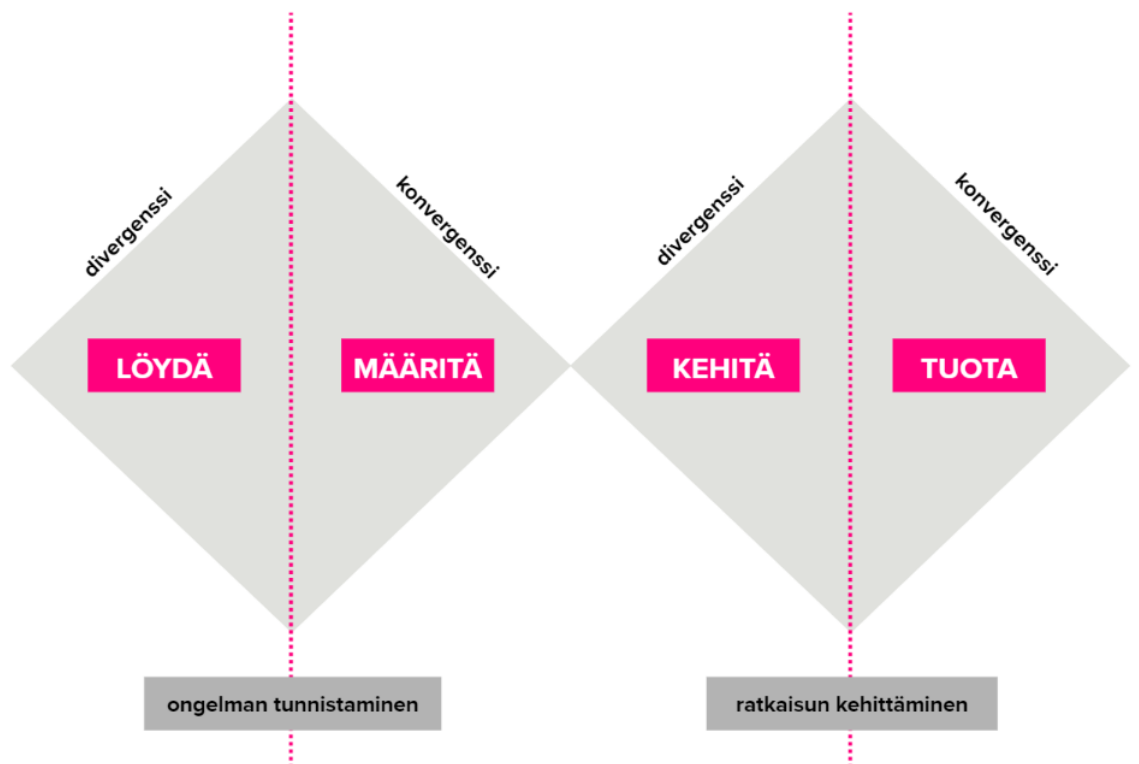 divergenssi
konvergenssi
divergenssi
konvergenssi
LÖYDÄ
MÄÄRITÄ
KEHITÄ
TUOTA
ongelman tunnistaminen
ratkaisun kehittäminen